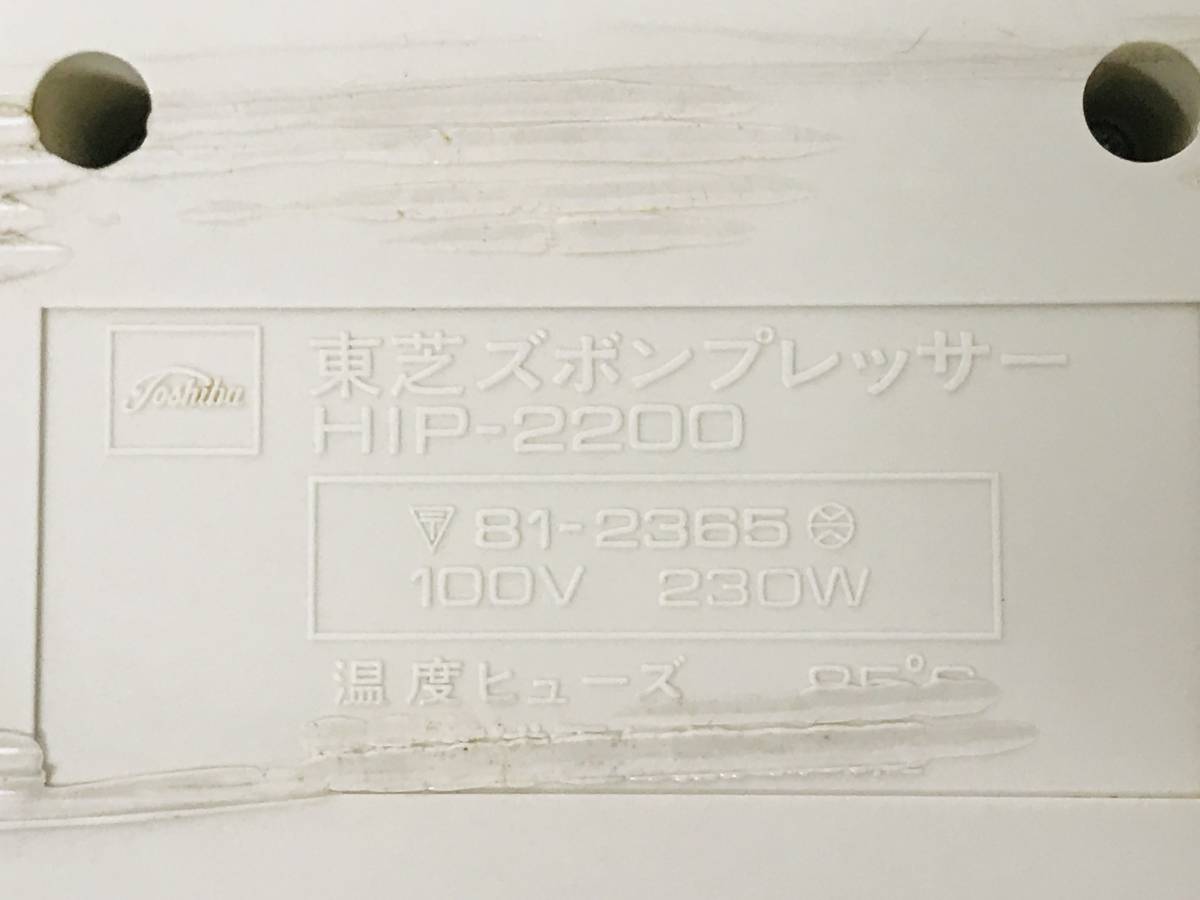 Toshiba
東芝ズボンプレッサー
HIP-2200
81-2365
100V 230W
温度ヒューズ